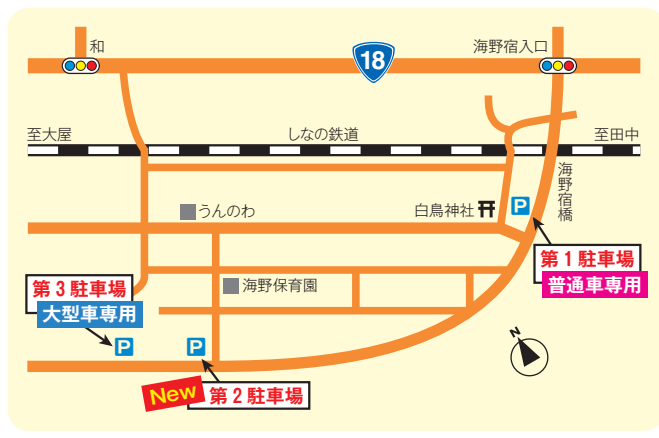 和
18
海野宿入口
至大屋
しなの鉄道
至田中
海野宿橋
うんのわ
白鳥神社
P
第1駐車場
普通車専用
海野保育園
第3駐車場
大型車専用
P
P
N
New 第2駐車場